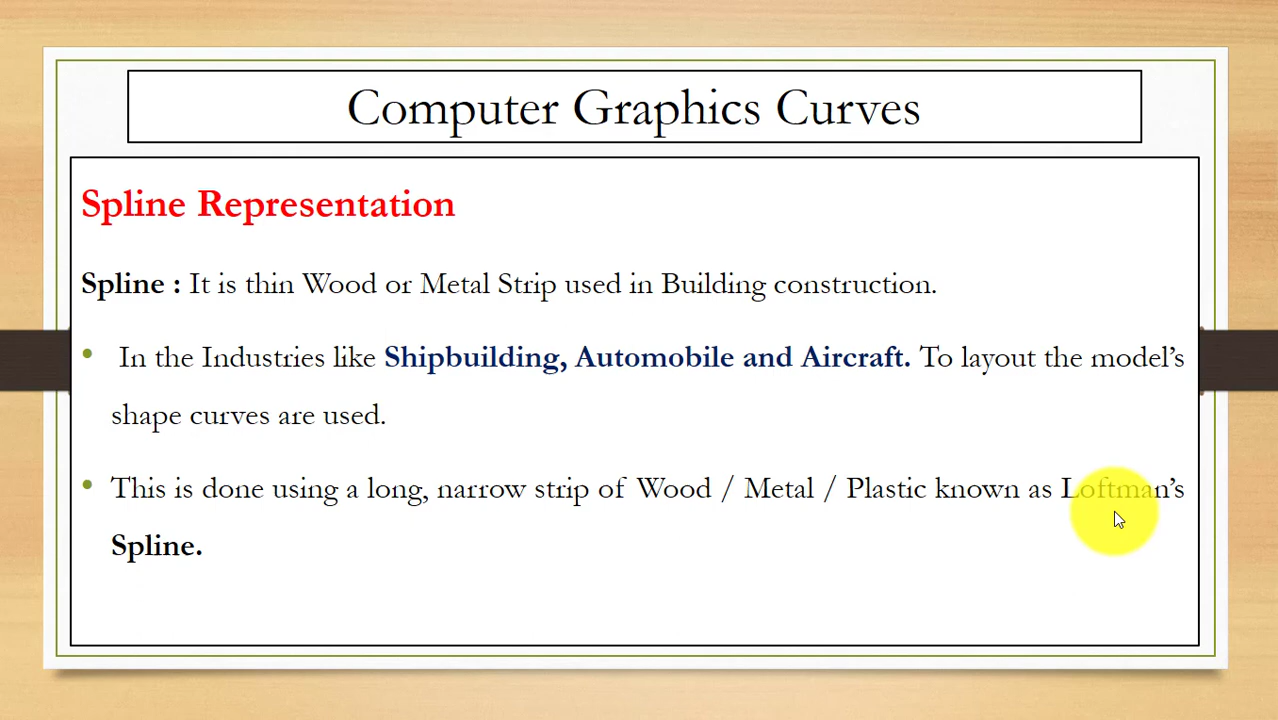 Computer Graphics Curves
Spline Representation
Spline : It is thin Wood or Metal Strip used in Building construction.
• In the Industries like Shipbuilding, Automobile and Aircraft. To layout the model’s
shape curves are used.
• This is done using a long, narrow strip of Wood / Metal / Plastic known as Loftman’s
Spline.